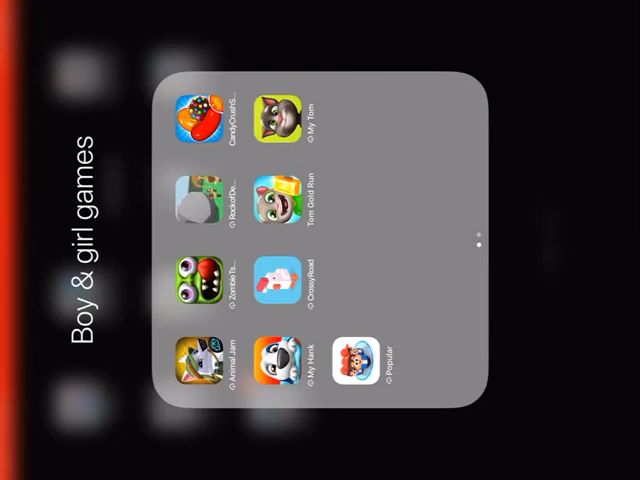 Boy & girl games
Animal Jam
ZombieTs...
RockofDe...
CandyCrushS...
My Hank
CrossyRoad
Tom Gold Run
My Tom
Popular